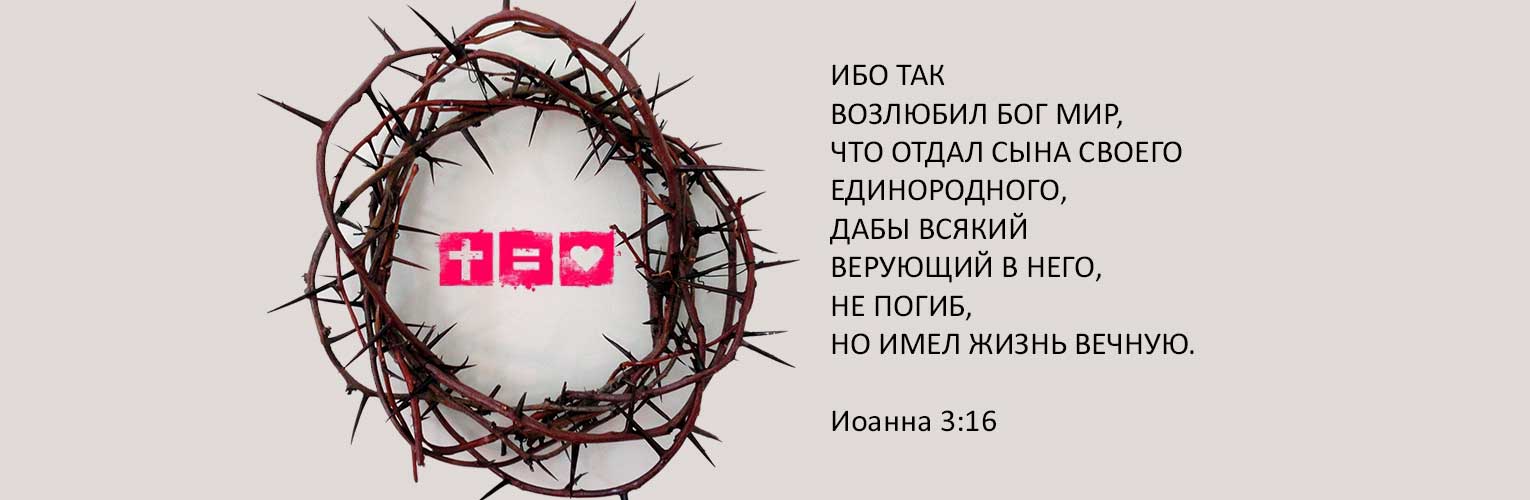 ИБО ТАК
ВОЗЛЮБИЛ БОГ МИР,
ЧТО ОТДАЛ СЫНА СВОЕГО
ЕДИНОРОДНОГО,
ДАБЫ ВСЯКИЙ
ВЕРУЮЩИЙ В НЕГО,
НЕ ПОГИБ,
НО ИМЕЛ ЖИЗНЬ ВЕЧНУЮ.
Иоанна 3:16